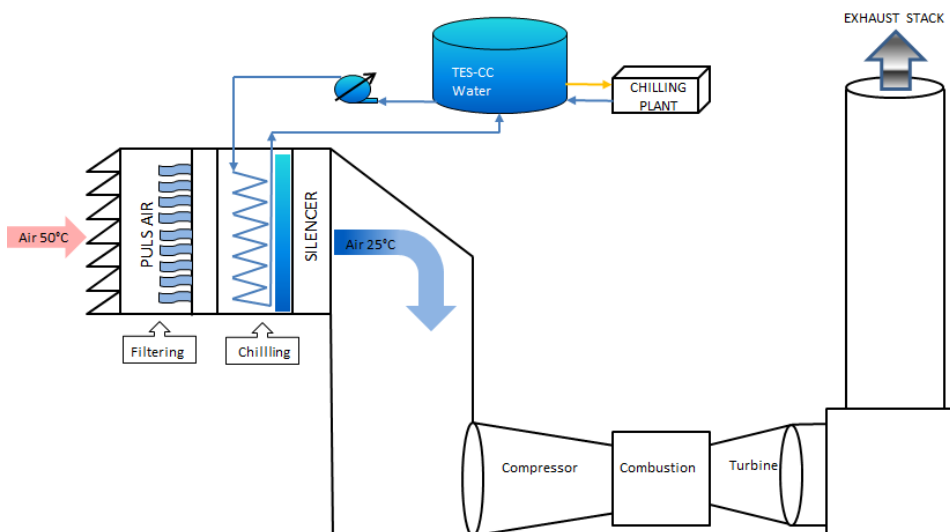 EXHAUST STACK
TES-CC
Water
CHILLING
PLANT
Air 50°C
PULS AIR
SILENCER
Air 25°C
Filtering
Chillling
Compressor
Combustion
Turbine